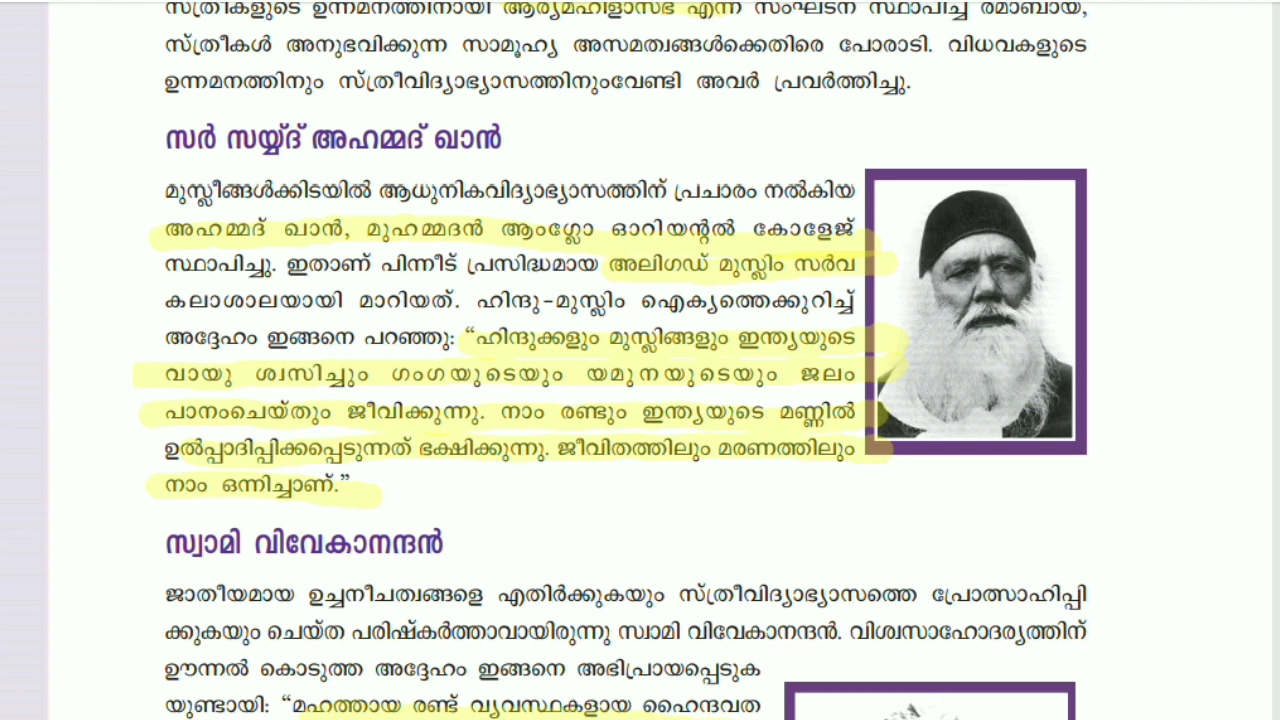 സ്ത്രീകളുടെ ഉന്നമനത്തിനായി ആര്യമഹിളാസഭ എന്ന സംഘടന സ്ഥാപിച്ച രമാബായ,
സ്ത്രീകൾ അനുഭവിക്കുന്ന സാമൂഹ്യ അസമത്വങ്ങൾക്കെതിരെ പോരാടി. വിധവകളുടെ
ഉന്നമനത്തിനും സ്ത്രീവിദ്യാഭ്യാസത്തിനുംവേണ്ടി അവർ പ്രവർത്തിച്ചു.
സർ സയ്യ്ദ് അഹമ്മദ് ഖാൻ
മുസ്ലീങ്ങൾക്കിടയിൽ ആധുനികവിദ്യാഭ്യാസത്തിന് പ്രചാരം നൽകിയ
അഹമ്മദ് ഖാൻ, മുഹമ്മദൻ ആംഗ്ലോ ഓറിയന്റൽ കോളേജ്
സ്ഥാപിച്ചു. ഇതാണ് പിന്നീട് പ്രസിദ്ധമായ അലിഗഡ് മുസ്ലിം സർവ
കലാശാലയായി മാറിയത്. ഹിന്ദു-മുസ്ലിം ഐക്യത്തെക്കുറിച്ച്
അദ്ദേഹം ഇങ്ങനെ പറഞ്ഞു: “ഹിന്ദുക്കളും മുസ്ലിങ്ങളും ഇന്ത്യയുടെ
വായു ശ്വസിച്ചും ഗംഗയുടെയും യമുനയുടെയും ജലം
പാനംചെയ്തും ജീവിക്കുന്നു. നാം രണ്ടും ഇന്ത്യയുടെ മണ്ണിൽ
ഉൽപ്പാദിപ്പിക്കപ്പെടുന്നത് ഭക്ഷിക്കുന്നു. ജീവിതത്തിലും മരണത്തിലും
നാം ഒന്നിച്ചാണ്.”
സ്വാമി വിവേകാനന്ദൻ
ജാതീയമായ ഉച്ചനീചത്വങ്ങളെ എതിർക്കുകയും സ്ത്രീവിദ്യാഭ്യാസത്തെ പ്രോത്സാഹിപ്പി
ക്കുകയും ചെയ്ത പരിഷ്കർത്താവായിരുന്നു സ്വാമി വിവേകാനന്ദൻ. വിശ്വസാഹോദര്യത്തിന്
ഊന്നൽ കൊടുത്ത അദ്ദേഹം ഇങ്ങനെ അഭിപ്രായപ്പെടുക
യുണ്ടായി: “മഹത്തായ രണ്ട് വ്യവസ്ഥകളായ ഹൈന്ദവത